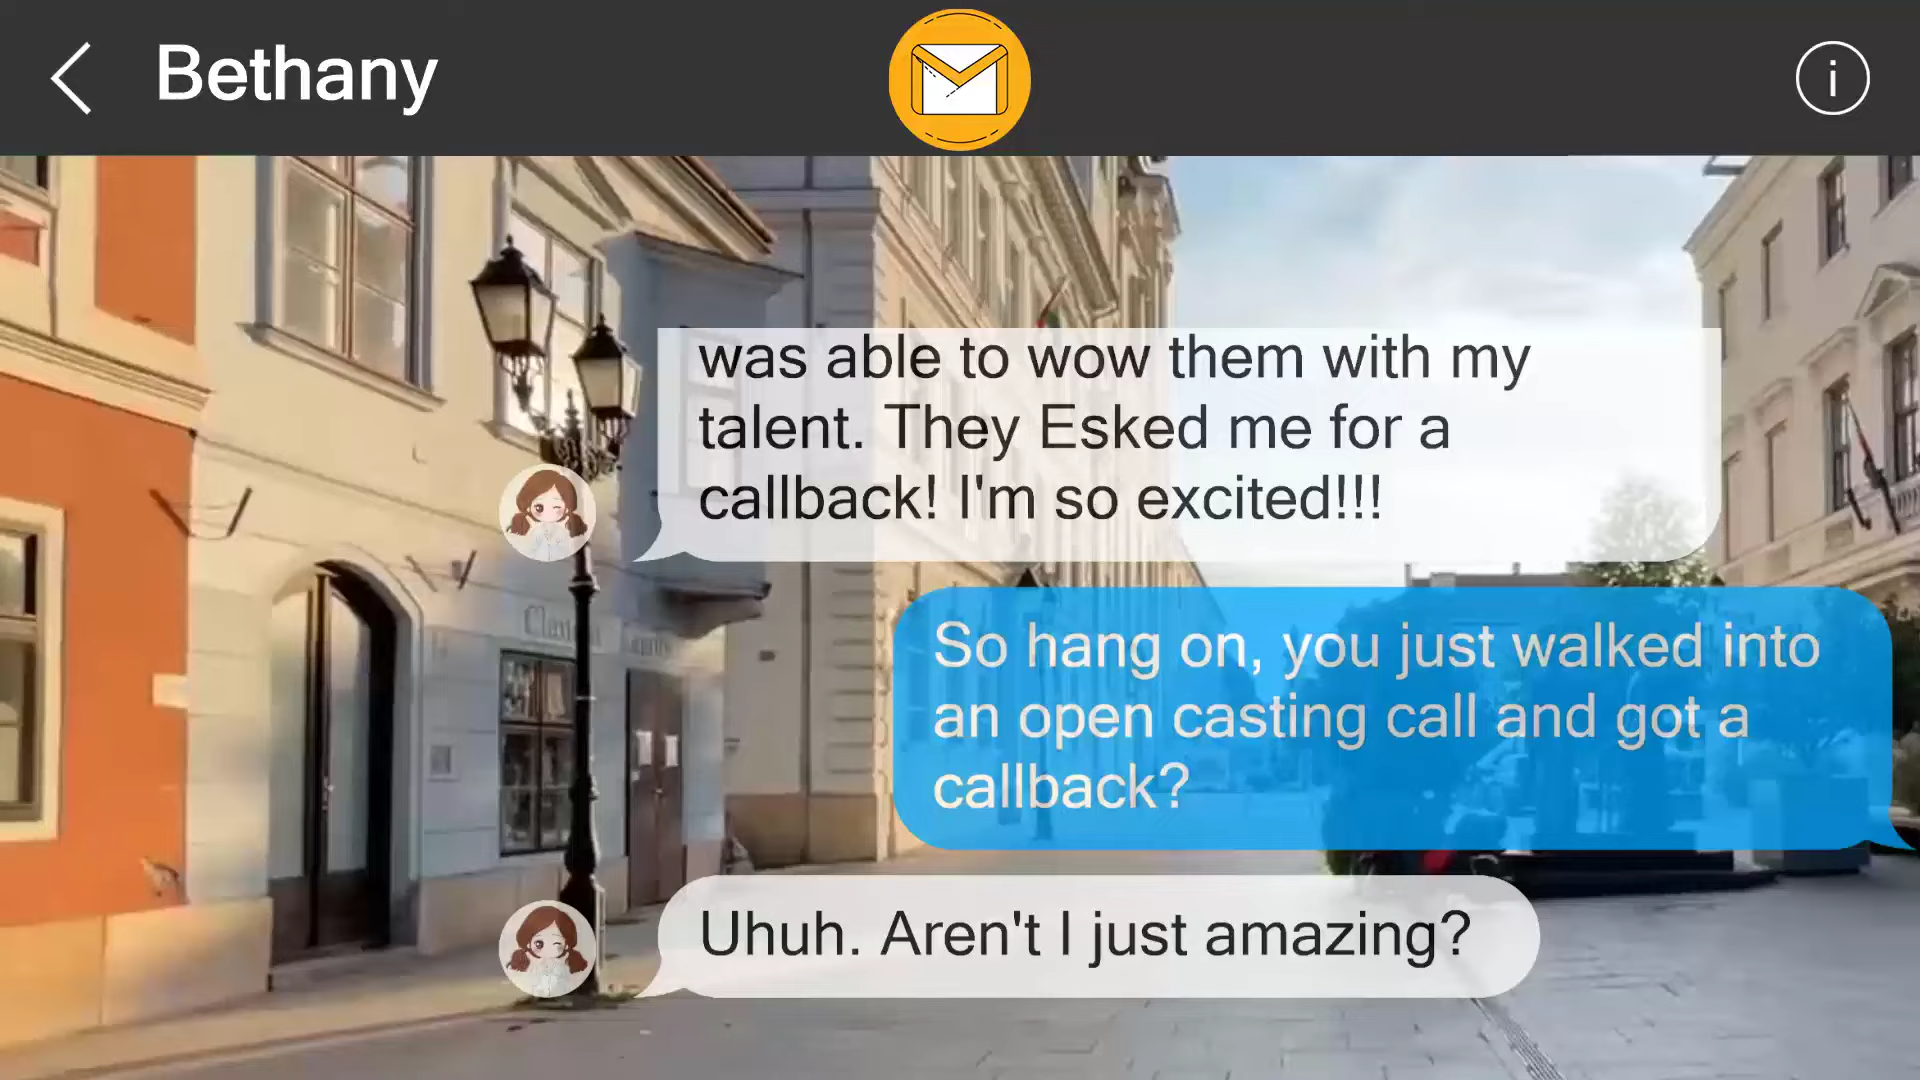 Bethany
was able to wow them with my
talent. They Esked me for a
callback! I'm so excited!!!
So hang on, you just walked into
an open casting call and got a
callback?
Uhuh. Aren't I just amazing?